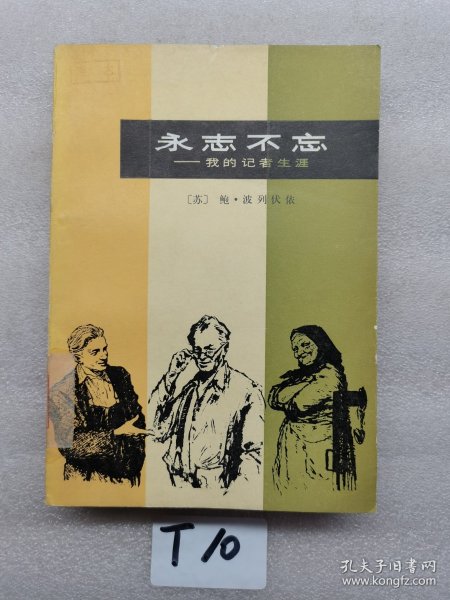 永志不忘
——我的记者生涯
〔苏〕 鲍·波列伏依
T10
孔夫子旧书网
www.kongfz.com